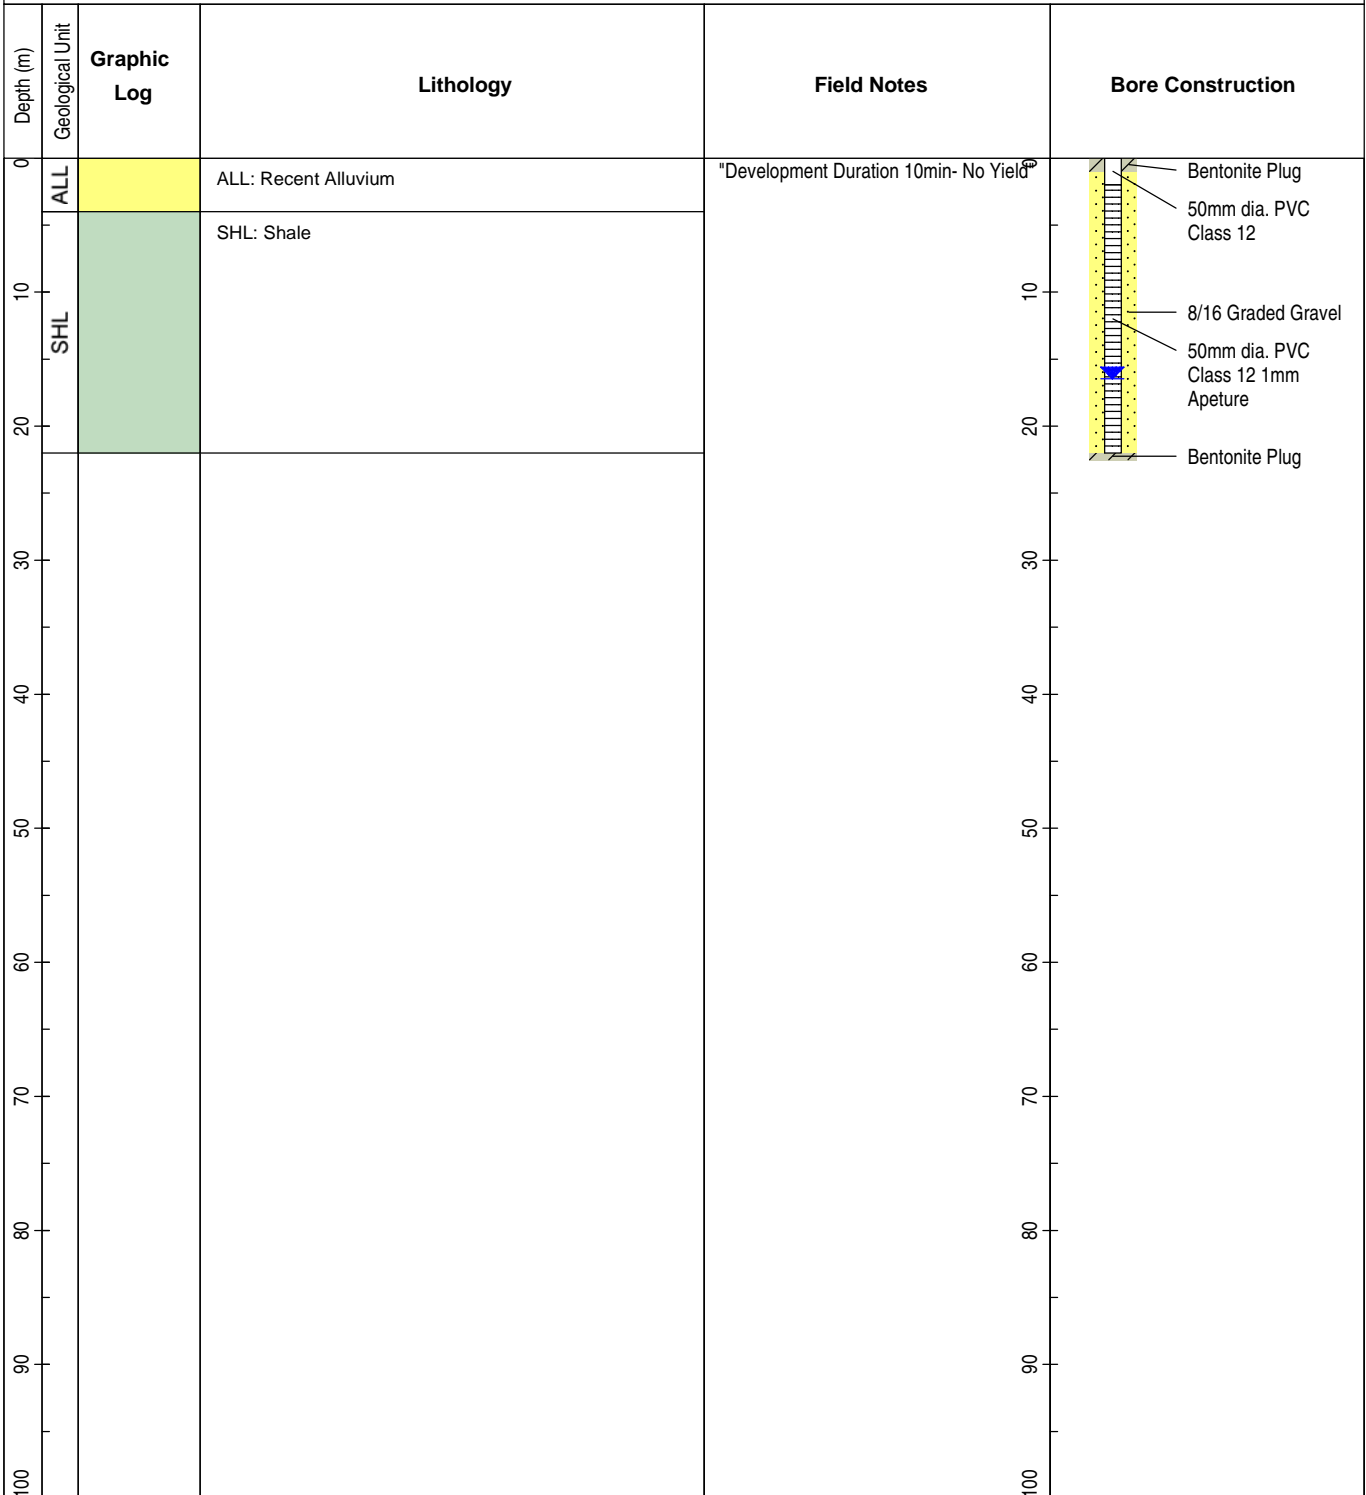 Depth (m)
Geological Unit
Graphic
Log
Lithology
Field Notes
Bore Construction
0
10
20
30
40
50
60
70
80
90
100
ALL
SHL
ALL: Recent Alluvium
SHL: Shale
"Development Duration 10min- No Yield"
0
10
20
30
40
50
60
70
80
90
100
Bentonite Plug
50mm dia. PVC
Class 12
8/16 Graded Gravel
50mm dia. PVC
Class 12 1mm
Apeture
Bentonite Plug